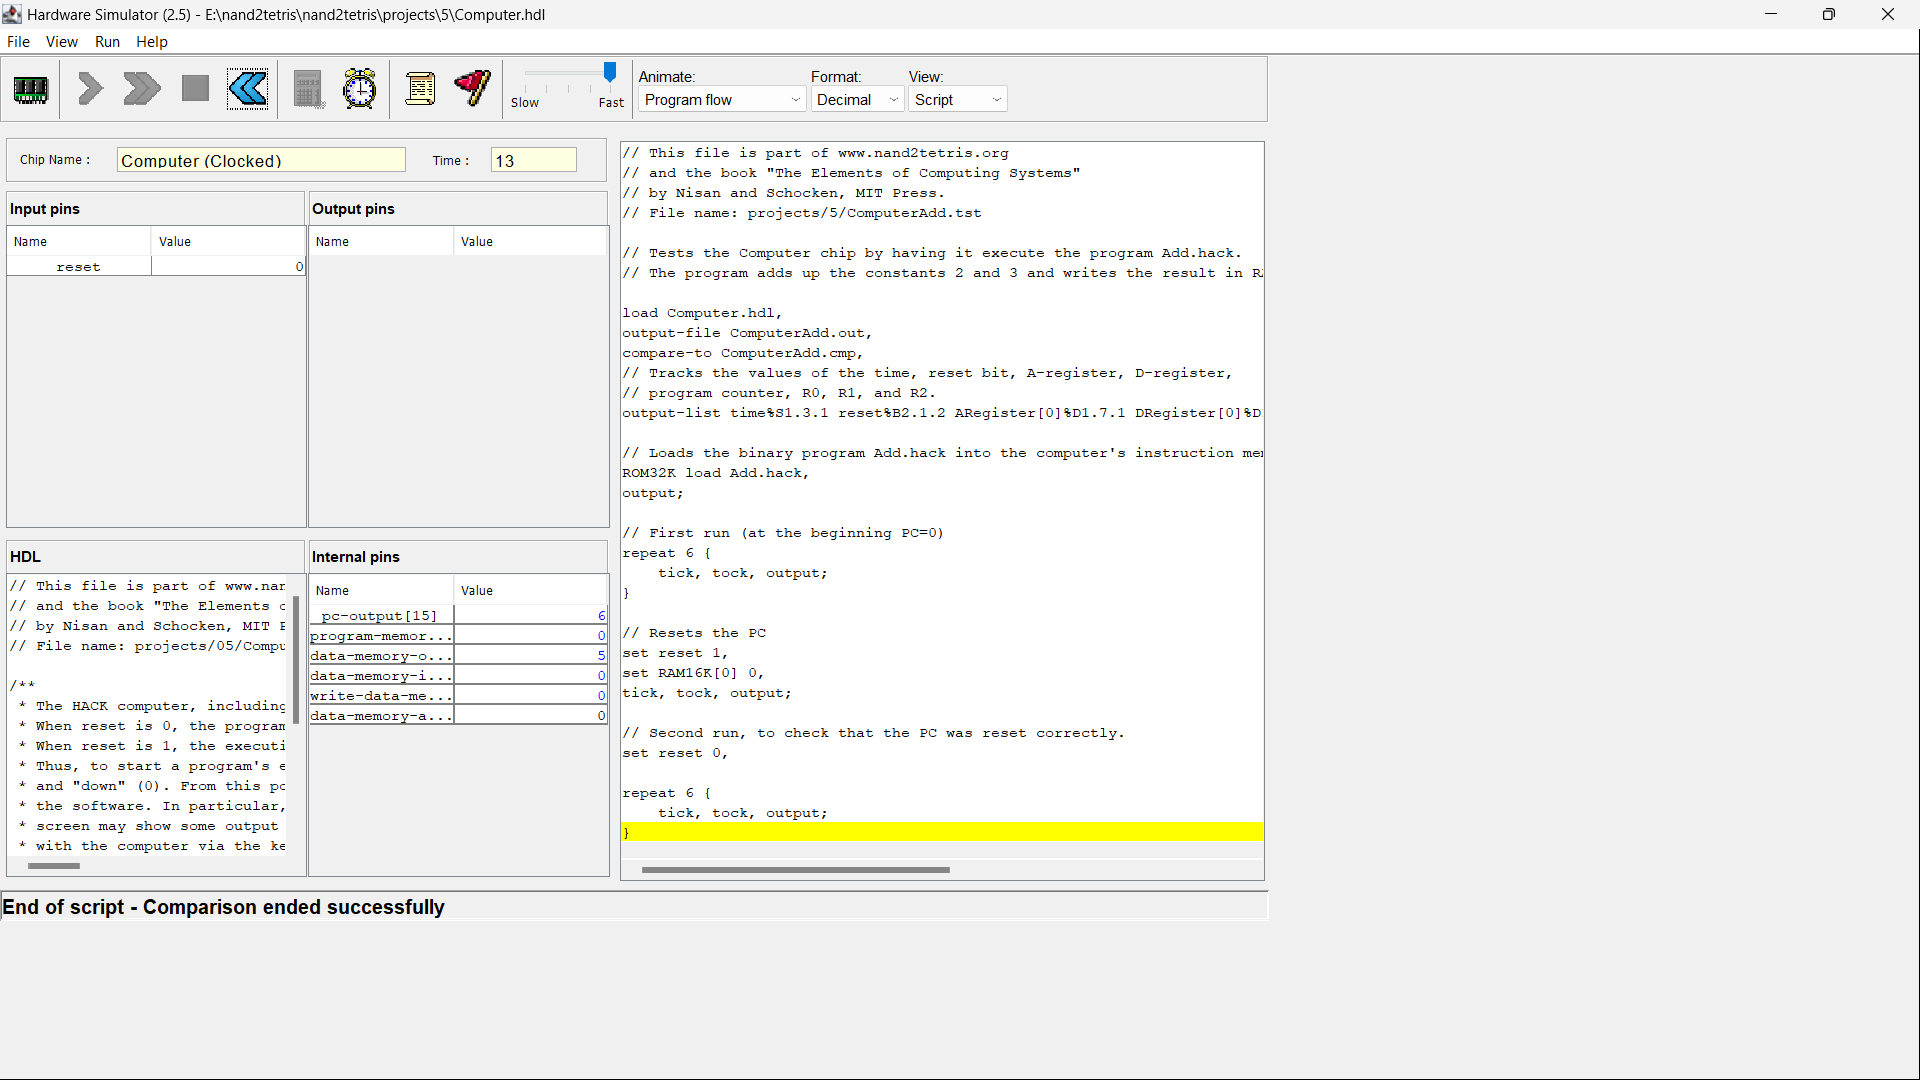 Hardware Simulator (2.5) - E:\nand2tetris\nand2tetris\projects\5\Computer.hdl
File View Run Help
Slow Fast
Animate: Format: View:
Program flow Decimal Script
Chip Name : Computer (Clocked) Time : 13
Input pins
Name Value
reset 0
Output pins
Name Value
HDL
// This file is part of www.nan
// and the book "The Elements o
// by Nisan and Schocken, MIT P
// File name: projects/05/Compu
/**
* The HACK computer, including
* When reset is 0, the program
* When reset is 1, the executi
* Thus, to start a program's e
* and "down" (0). From this po
* the software. In particular,
* screen may show some output
* with the computer via the ke
Internal pins
Name Value
pc-output[15] 6
program-memor... 0
data-memory-o... 5
data-memory-i... 0
write-data-me... 0
data-memory-a... 0
// This file is part of www.nand2tetris.org
// and the book "The Elements of Computing Systems"
// by Nisan and Schocken, MIT Press.
// File name: projects/5/ComputerAdd.tst
// Tests the Computer chip by having it execute the program Add.hack.
// The program adds up the constants 2 and 3 and writes the result in R
load Computer.hdl,
output-file ComputerAdd.out,
compare-to ComputerAdd.cmp,
// Tracks the values of the time, reset bit, A-register, D-register,
// program counter, R0, R1, and R2.
output-list time%S1.3.1 reset%B2.1.2 ARegister[0]%D1.7.1 DRegister[0]%D
// Loads the binary program Add.hack into the computer's instruction me
ROM32K load Add.hack,
output;
// First run (at the beginning PC=0)
repeat 6 {
tick, tock, output;
}
// Resets the PC
set reset 1,
set RAM16K[0] 0,
tick, tock, output;
// Second run, to check that the PC was reset correctly.
set reset 0,
repeat 6 {
tick, tock, output;
}
End of script - Comparison ended successfully